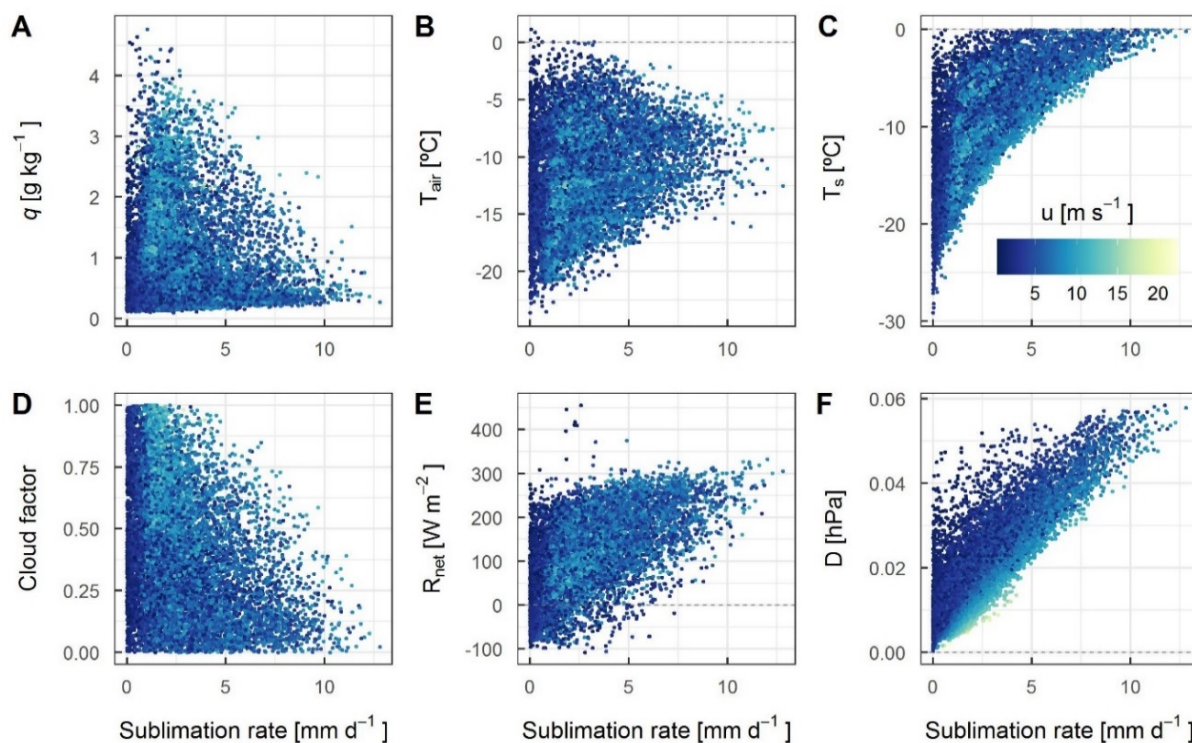 A
q [g kg⁻¹]
4
3
2
1
0
0 5 10
B
T_air [ºC]
0
-5
-10
-15
-20
0 5 10
C
T_s [ºC]
0
-10
-20
-30
u [m s⁻¹]
5 10 15 20
0 5 10
D
Cloud factor
1.00
0.75
0.50
0.25
0.00
0 5 10
Sublimation rate [mm d⁻¹]
E
R_net [W m⁻²]
400
300
200
100
0
-100
0 5 10
Sublimation rate [mm d⁻¹]
F
D [hPa]
0.06
0.04
0.02
0.00
0 5 10
Sublimation rate [mm d⁻¹]